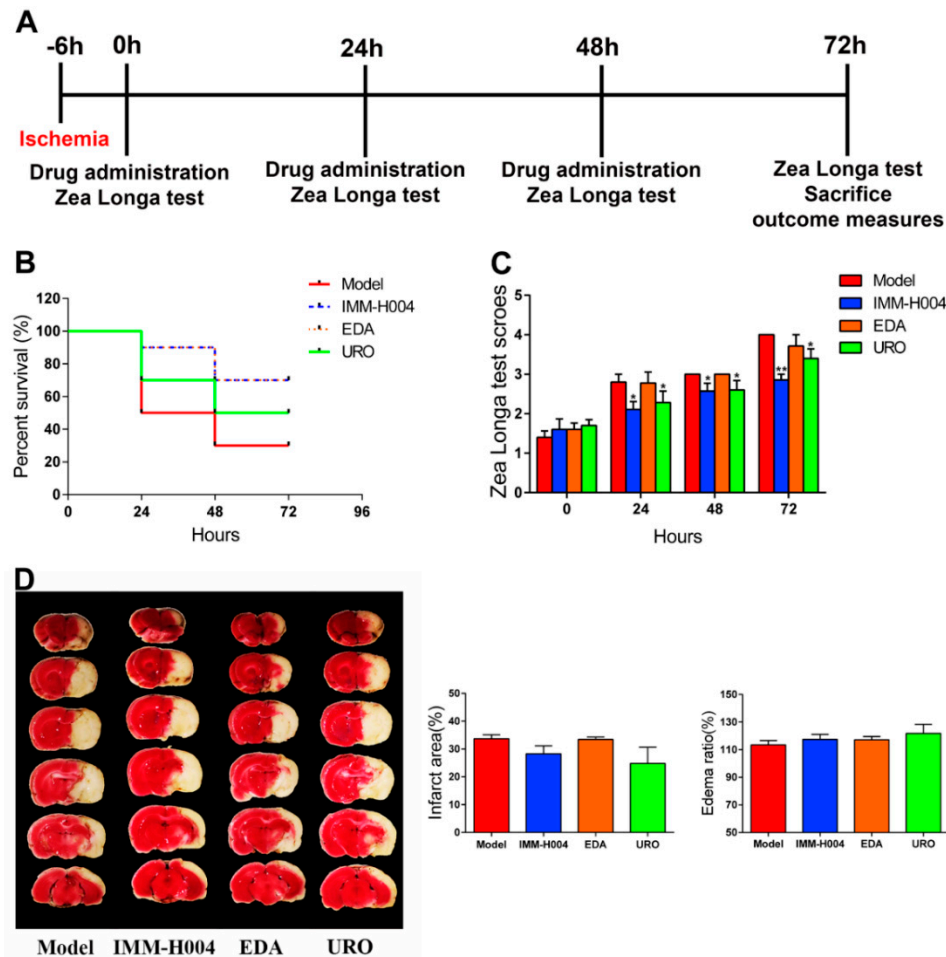 A
-6h 0h 24h 48h 72h
Ischemia
Drug administration
Zea Longa test
Drug administration
Zea Longa test
Drug administration
Zea Longa test
Zea Longa test
Sacrifice
outcome measures
B
Model
IMM-H004
EDA
URO
Percent survival (%)
120
100
80
60
40
20
0
0 24 48 72 96
Hours
C
Model
IMM-H004
EDA
URO
Zea Longa test scroes
5
4
3
2
1
0
* * * * ** *
0 24 48 72
Hours
D
Model IMM-H004 EDA URO
Infarct area(%)
50
40
30
20
10
0
Model IMM-H004 EDA URO
Edema ratio(%)
150
130
110
90
70
50
Model IMM-H004 EDA URO